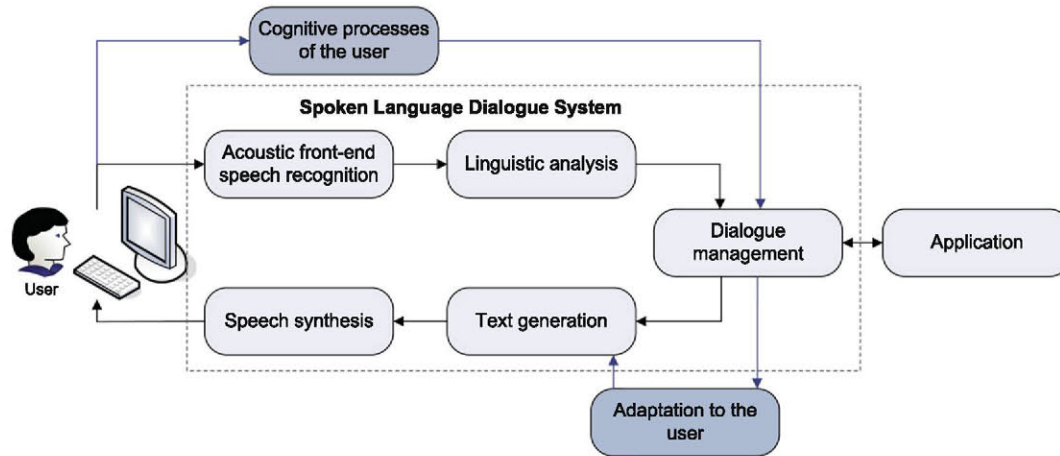 Cognitive processes
of the user
Spoken Language Dialogue System
Acoustic front-end
speech recognition
Linguistic analysis
Dialogue
management
Application
User
Speech synthesis
Text generation
Adaptation to the
user